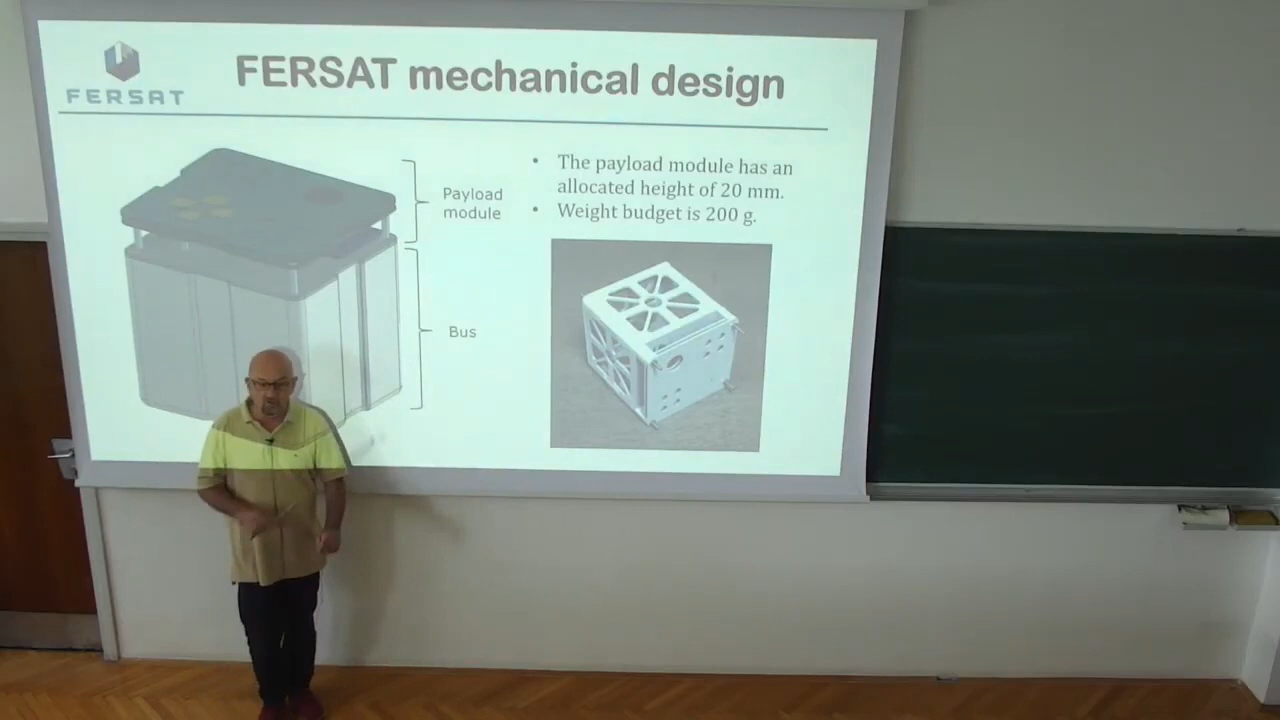 FERSAT
FERSAT mechanical design
Payload
module
Bus
• The payload module has an
allocated height of 20 mm.
• Weight budget is 200 g.